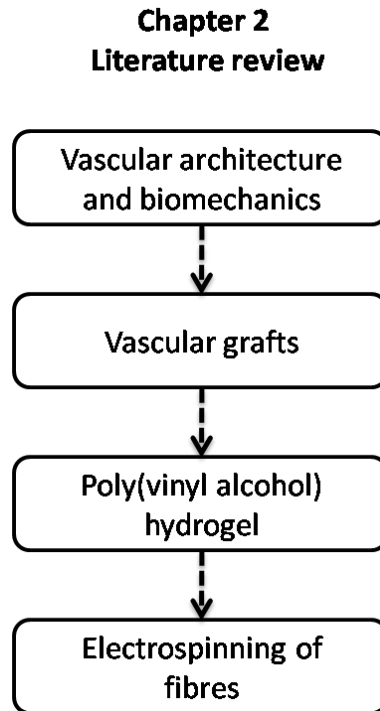 Chapter 2
Literature review
Vascular architecture
and biomechanics
Vascular grafts
Poly(vinyl alcohol)
hydrogel
Electrospinning of
fibres